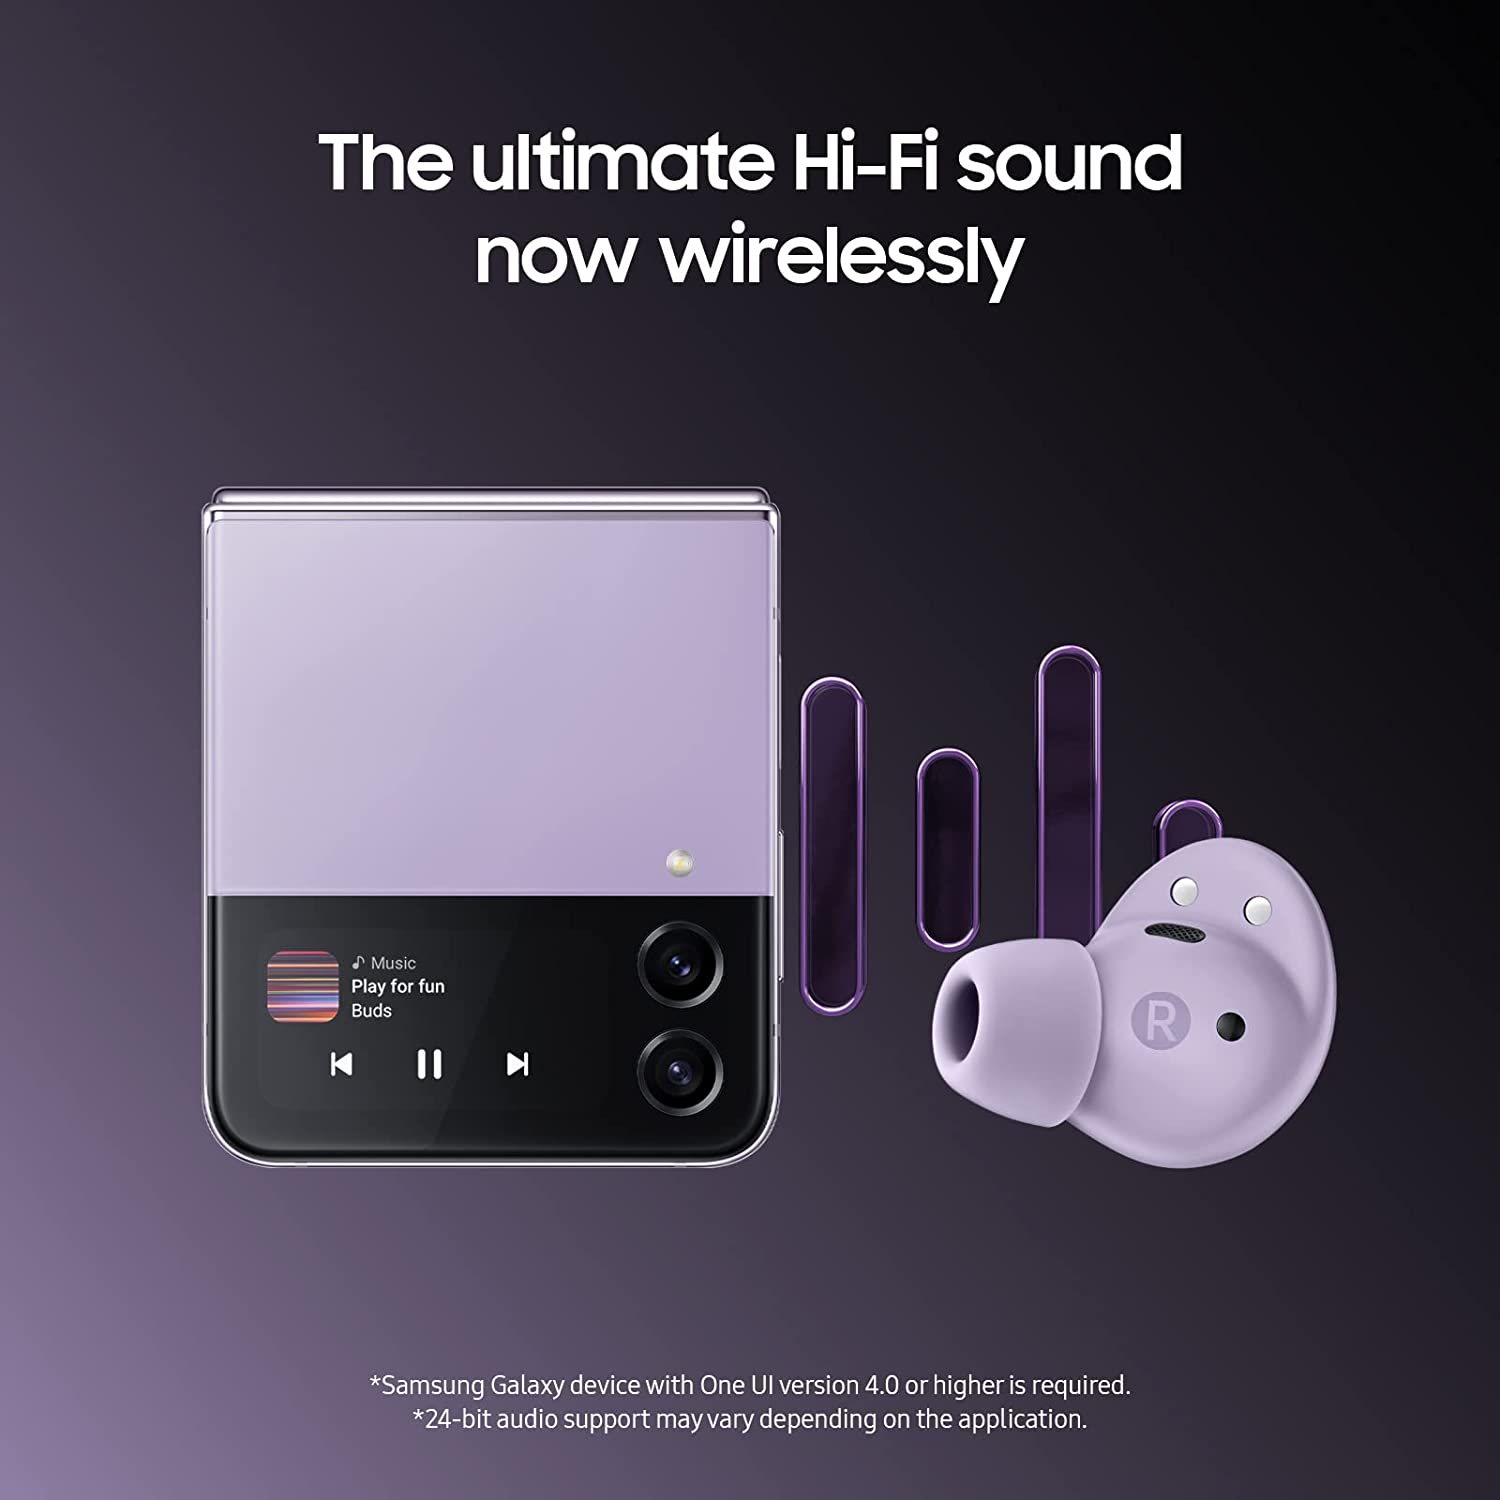 The ultimate Hi-Fi sound
now wirelessly
Music
Play for fun
Buds
R
*Samsung Galaxy device with One UI version 4.0 or higher is required.
*24-bit audio support may vary depending on the application.